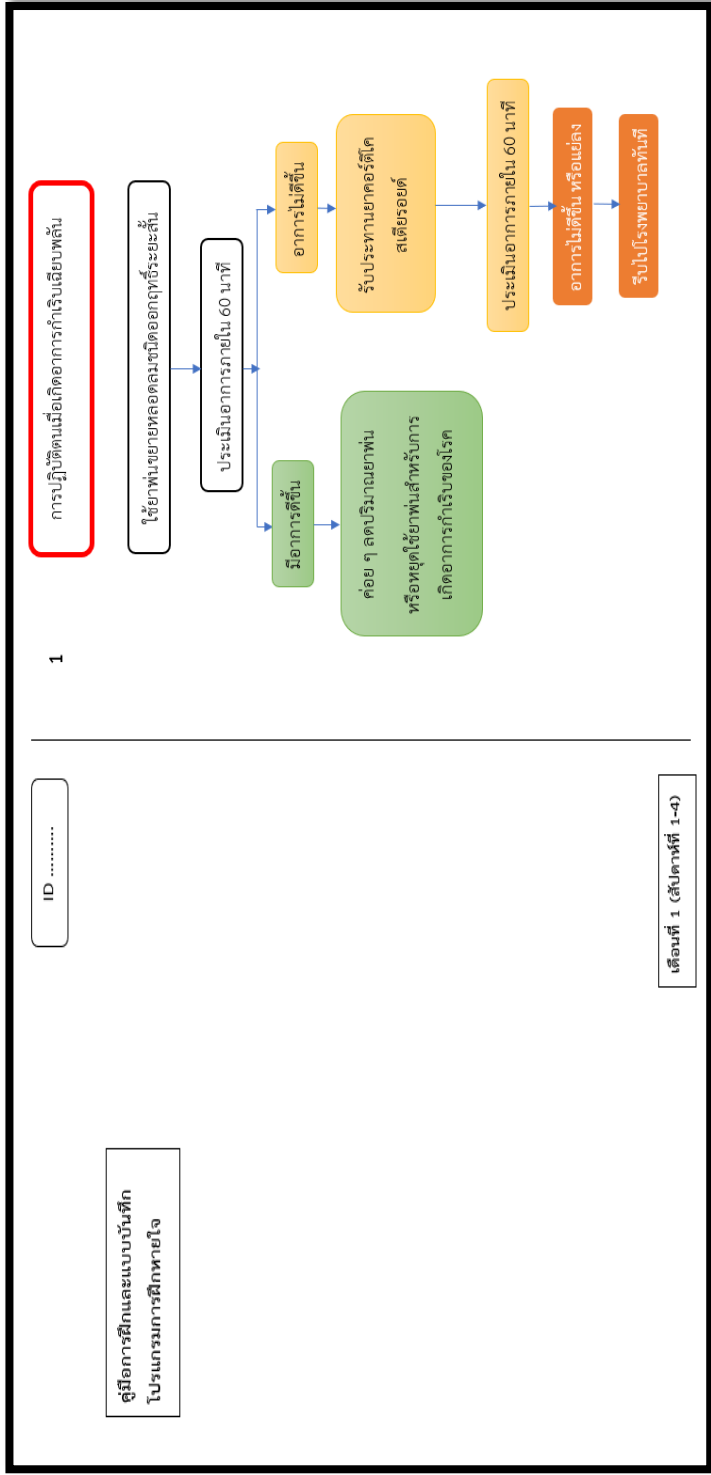 คู่มือการฝึกและแบบบันทึก
โปรแกรมการฝึกหายใจ
ID ..........
เดือนที่ 1 (สัปดาห์ที่ 1-4)
1
การปฏิบัติตนเมื่อเกิดอาการกำเริบเฉียบพลัน
ใช้ยาพ่นขยายหลอดลมชนิดออกฤทธิ์ระยะสั้น
ประเมินอาการภายใน 60 นาที
มีอาการดีขึ้น
ค่อย ๆ ลดปริมาณยาพ่น
หรือหยุดใช้ยาพ่นสำหรับการ
เกิดอาการกำเริบของโรค
อาการไม่ดีขึ้น
รับประทานยาคอร์ติโค
สเตียรอยด์
ประเมินอาการภายใน 60 นาที
อาการไม่ดีขึ้น หรือแย่ลง
รีบไปโรงพยาบาลทันที